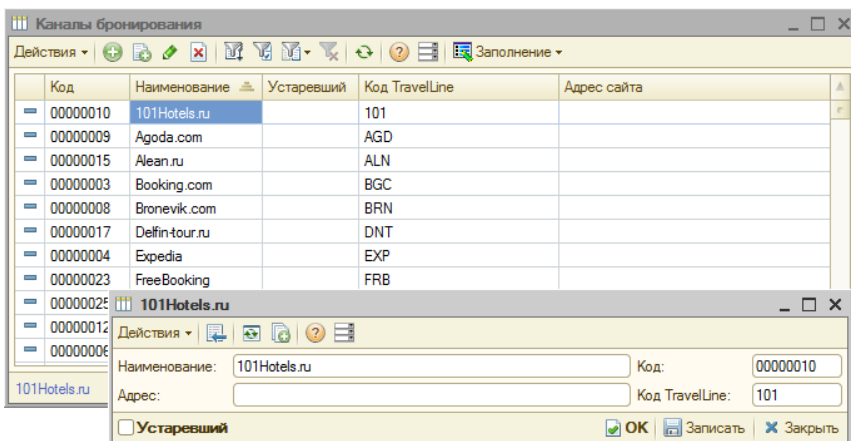 Каналы бронирования
Действия Заполнение
Код Наименование Устаревший Код TravelLine Адрес сайта
00000010 101Hotels.ru 101
00000009 Agoda.com AGD
00000015 Alean.ru ALN
00000003 Booking.com BGC
00000008 Bronevik.com BRN
00000017 Delfin-tour.ru DNT
00000004 Expedia EXP
00000023 FreeBooking FRB
00000025
00000012
00000006
101Hotels.ru
101Hotels.ru
Действия
Наименование: 101Hotels.ru Код: 00000010
Адрес: Код TravelLine: 101
Устаревший OK Записать Закрыть